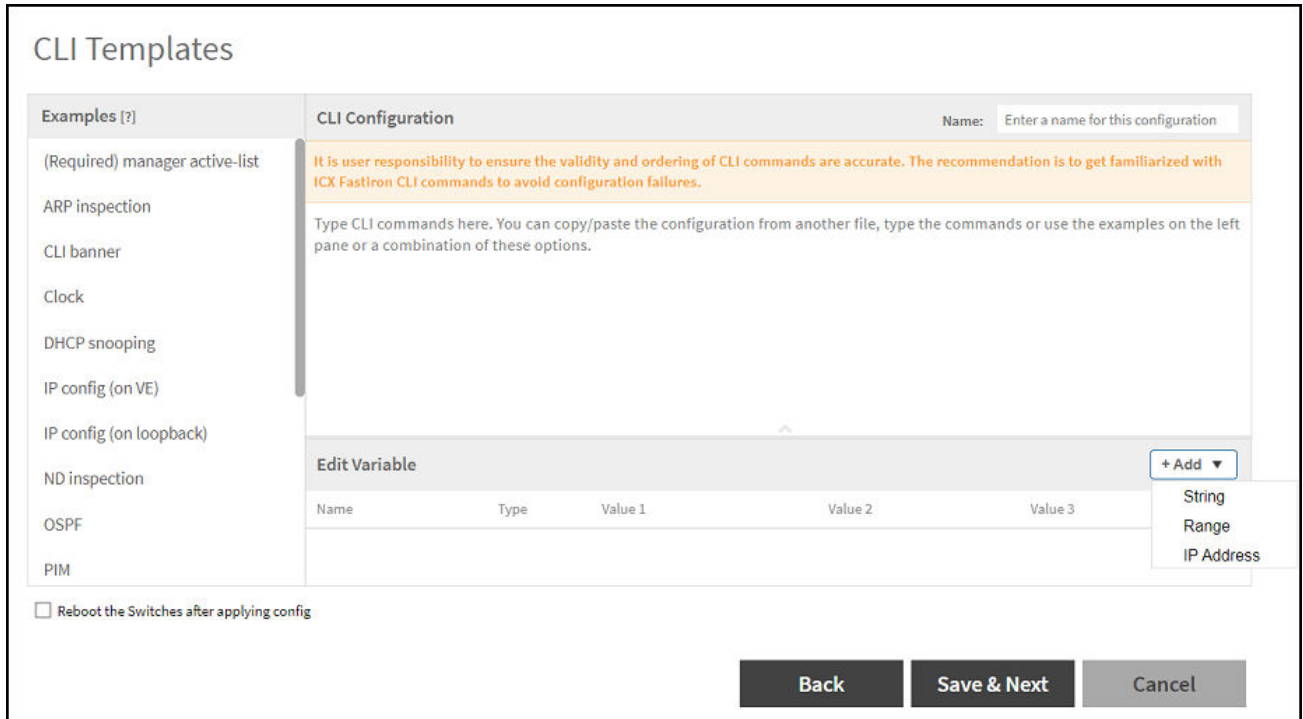 CLI Templates
Examples [?]
(Required) manager active-list
ARP inspection
CLI banner
Clock
DHCP snooping
IP config (on VE)
IP config (on loopback)
ND inspection
OSPF
PIM
CLI Configuration
Name: Enter a name for this configuration
It is user responsibility to ensure the validity and ordering of CLI commands are accurate. The recommendation is to get familiarized with
ICX Fastiron CLI commands to avoid configuration failures.
Type CLI commands here. You can copy/paste the configuration from another file, type the commands or use the examples on the left
pane or a combination of these options.
Edit Variable
+ Add ▼
String
Range
IP Address
Name Type Value 1 Value 2 Value 3
Reboot the Switches after applying config
Back Save & Next Cancel